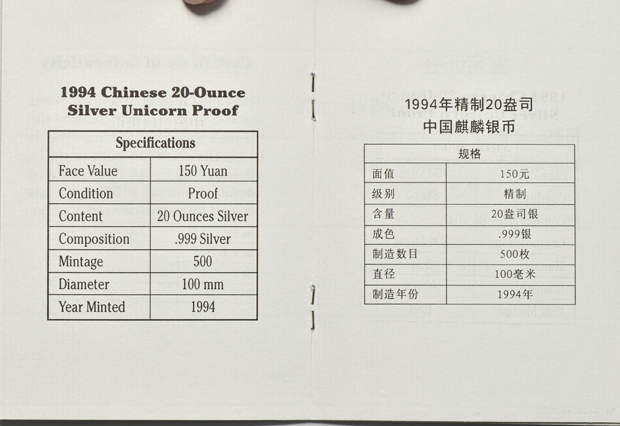 1994 Chinese 20-Ounce
Silver Unicorn Proof
Specifications
Face Value 150 Yuan
Condition Proof
Content 20 Ounces Silver
Composition .999 Silver
Mintage 500
Diameter 100 mm
Year Minted 1994
1994年精制20盎司
中国麒麟银币
规格
面值 150元
级别 精制
含量 20盎司银
成色 .999银
制造数目 500枚
直径 100毫米
制造年份 1994年